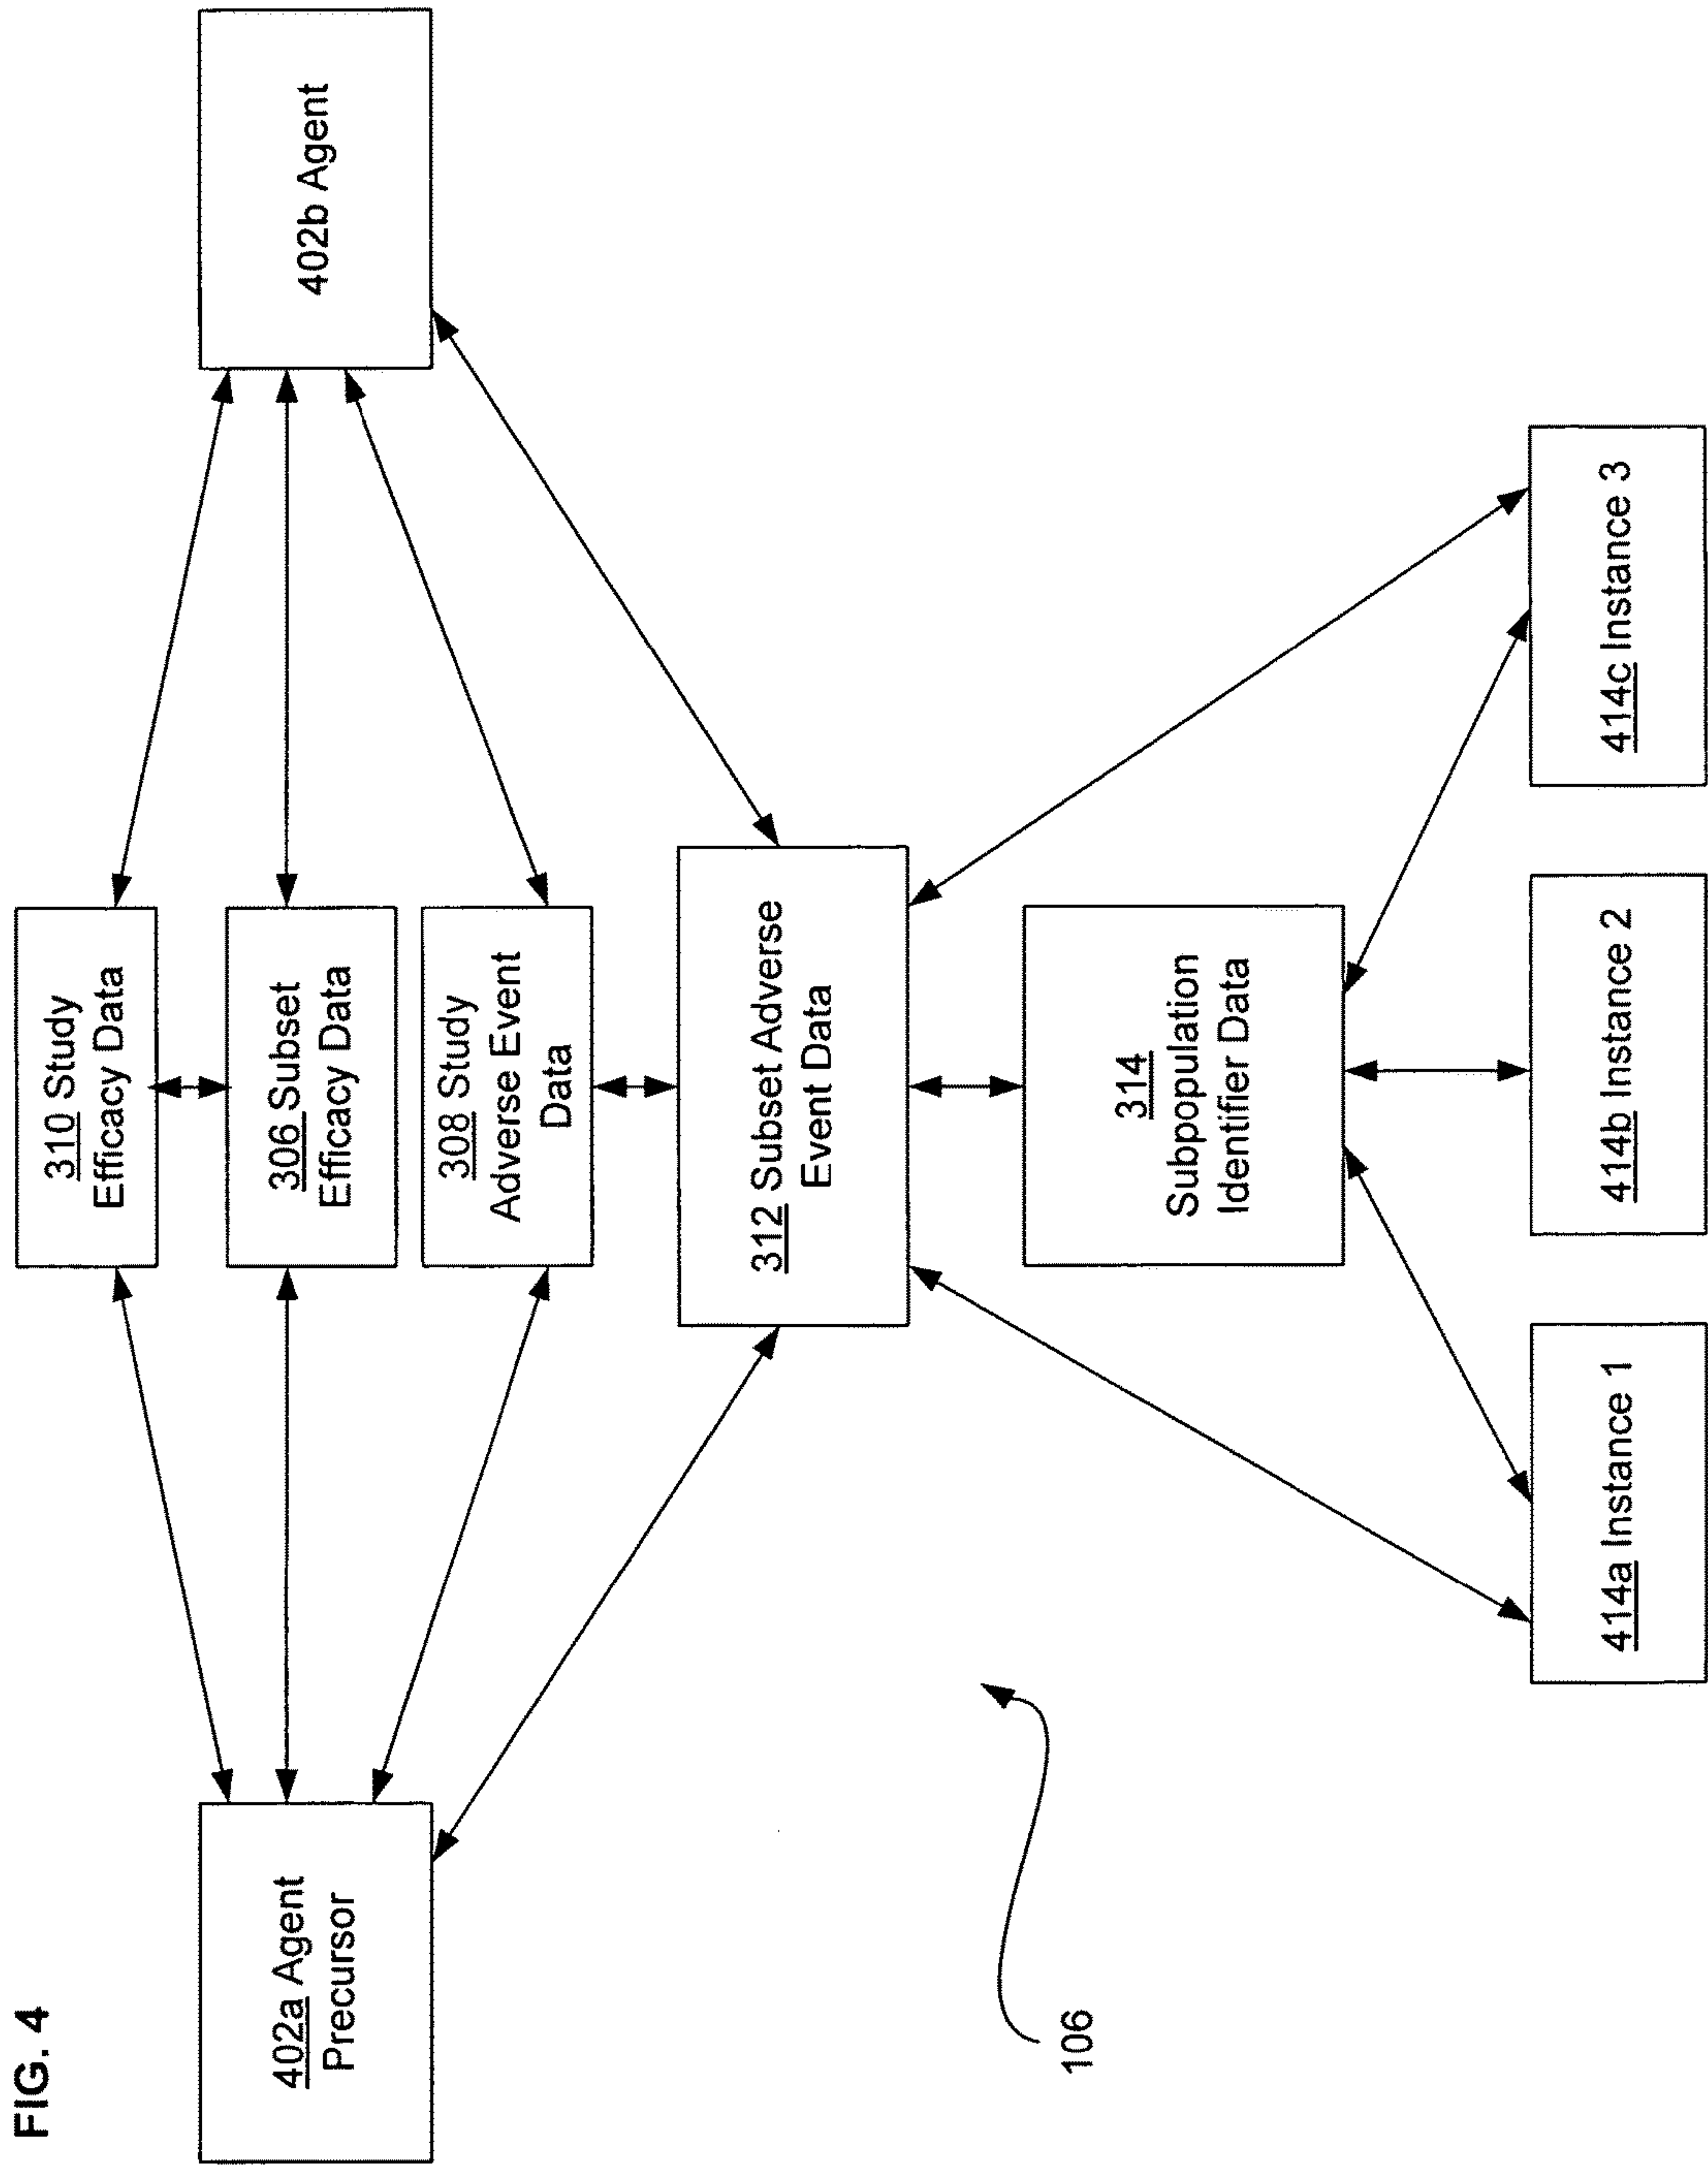 FIG. 4
310 Study
Efficacy Data
306 Subset
Efficacy Data
308 Study
Adverse Event
Data
402a Agent
Precursor
402b Agent
312 Subset Adverse
Event Data
314
Subpopulation
Identifier Data
106
414a Instance 1
414b Instance 2
414c Instance 3